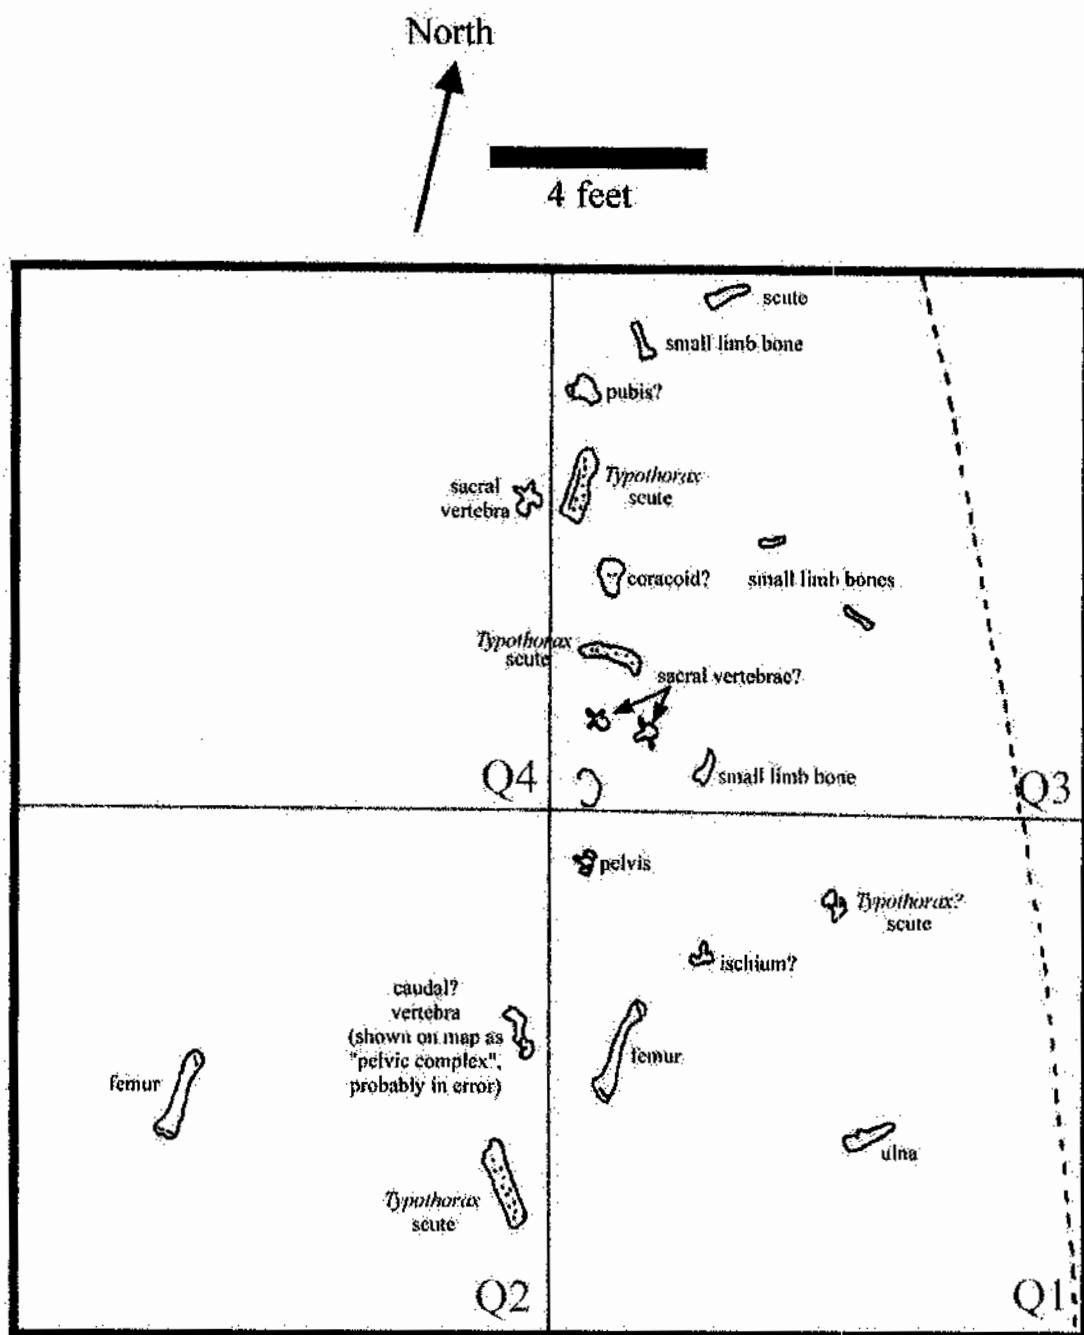 North
4 feet
scute
small limb bone
pubis?
Typothorax
scute
sacral
vertebra
coracoid?
small limb bones
Typothorax
scute
sacral vertebrae?
small limb bone
Q4
Q3
pelvis
Typothorax?
scute
ischium?
caudal?
vertebra
(shown on map as
"pelvic complex",
probably in error)
femur
femur
ulna
Typothorax
scute
Q2
Q1